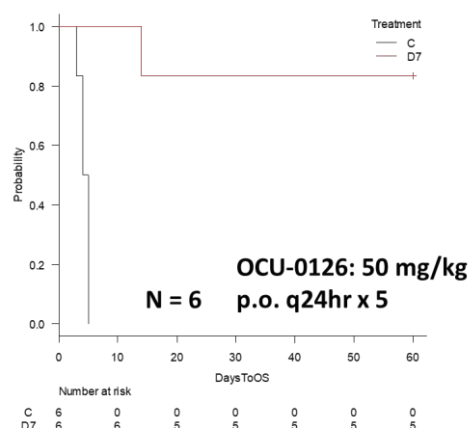 Treatment
C
D7
1.0
0.8
0.6
0.4
0.2
0.0
Probability
OCU-0126: 50 mg/kg
N = 6 p.o. q24hr x 5
0 10 20 30 40 50 60
DaysToOS
Number at risk
C 6 0 0 0 0 0 0
D7 6 6 5 5 5 5 5